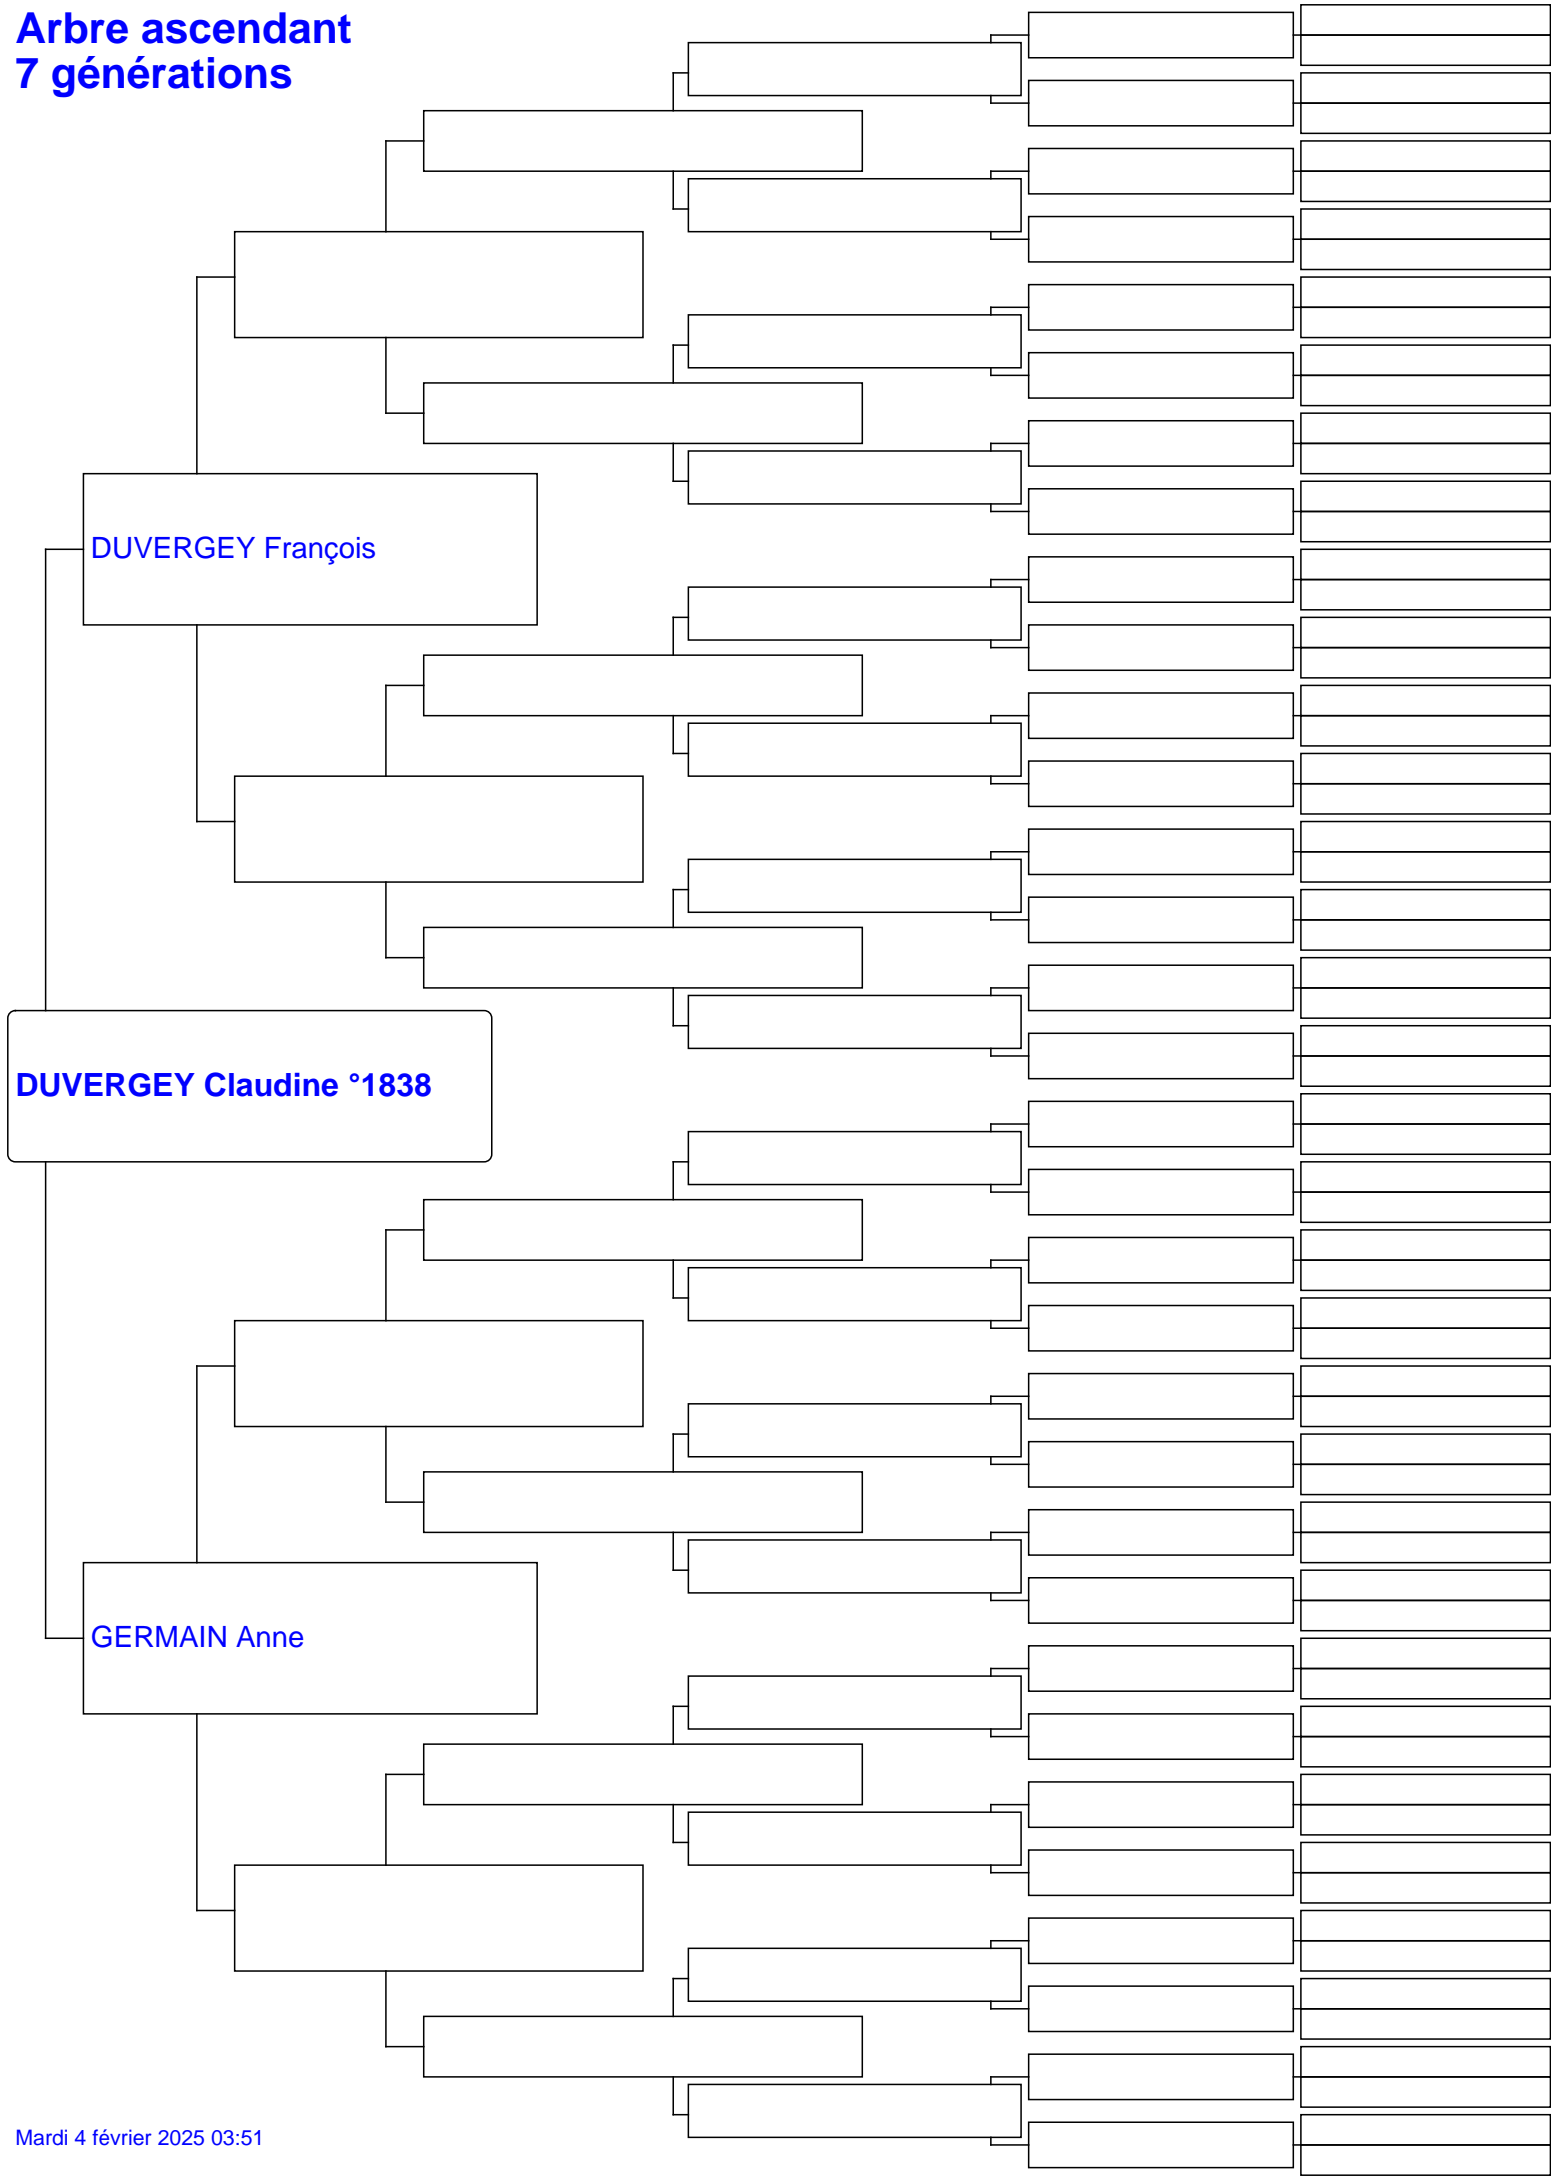 Arbre ascendant
7 générations
DUVERGEY François
DUVERGEY Claudine °1838
GERMAIN Anne
Mardi 4 février 2025 03:51